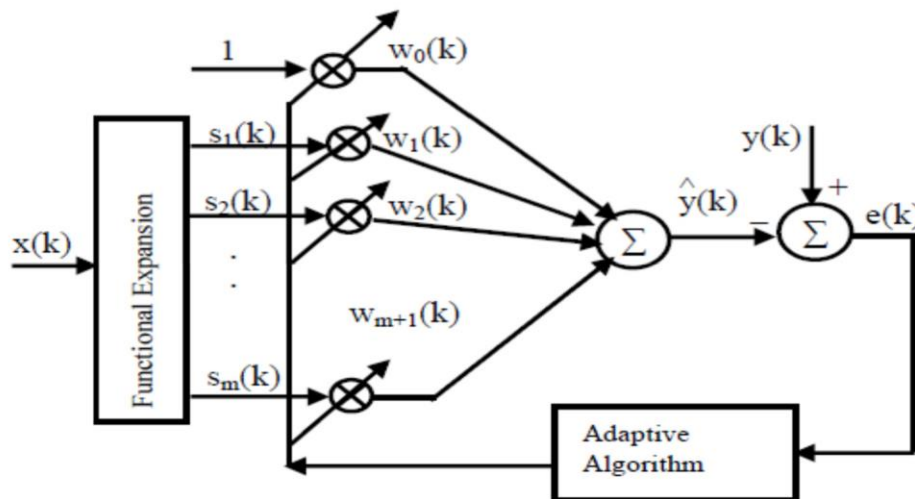 1
w₀(k)
s₁(k)
w₁(k)
y(k)
+
s₂(k)
w₂(k)
ŷ(k)
−
e(k)
x(k)
Σ
Σ
Functional Expansion
.
.
wₘ₊₁(k)
sₘ(k)
Adaptive
Algorithm